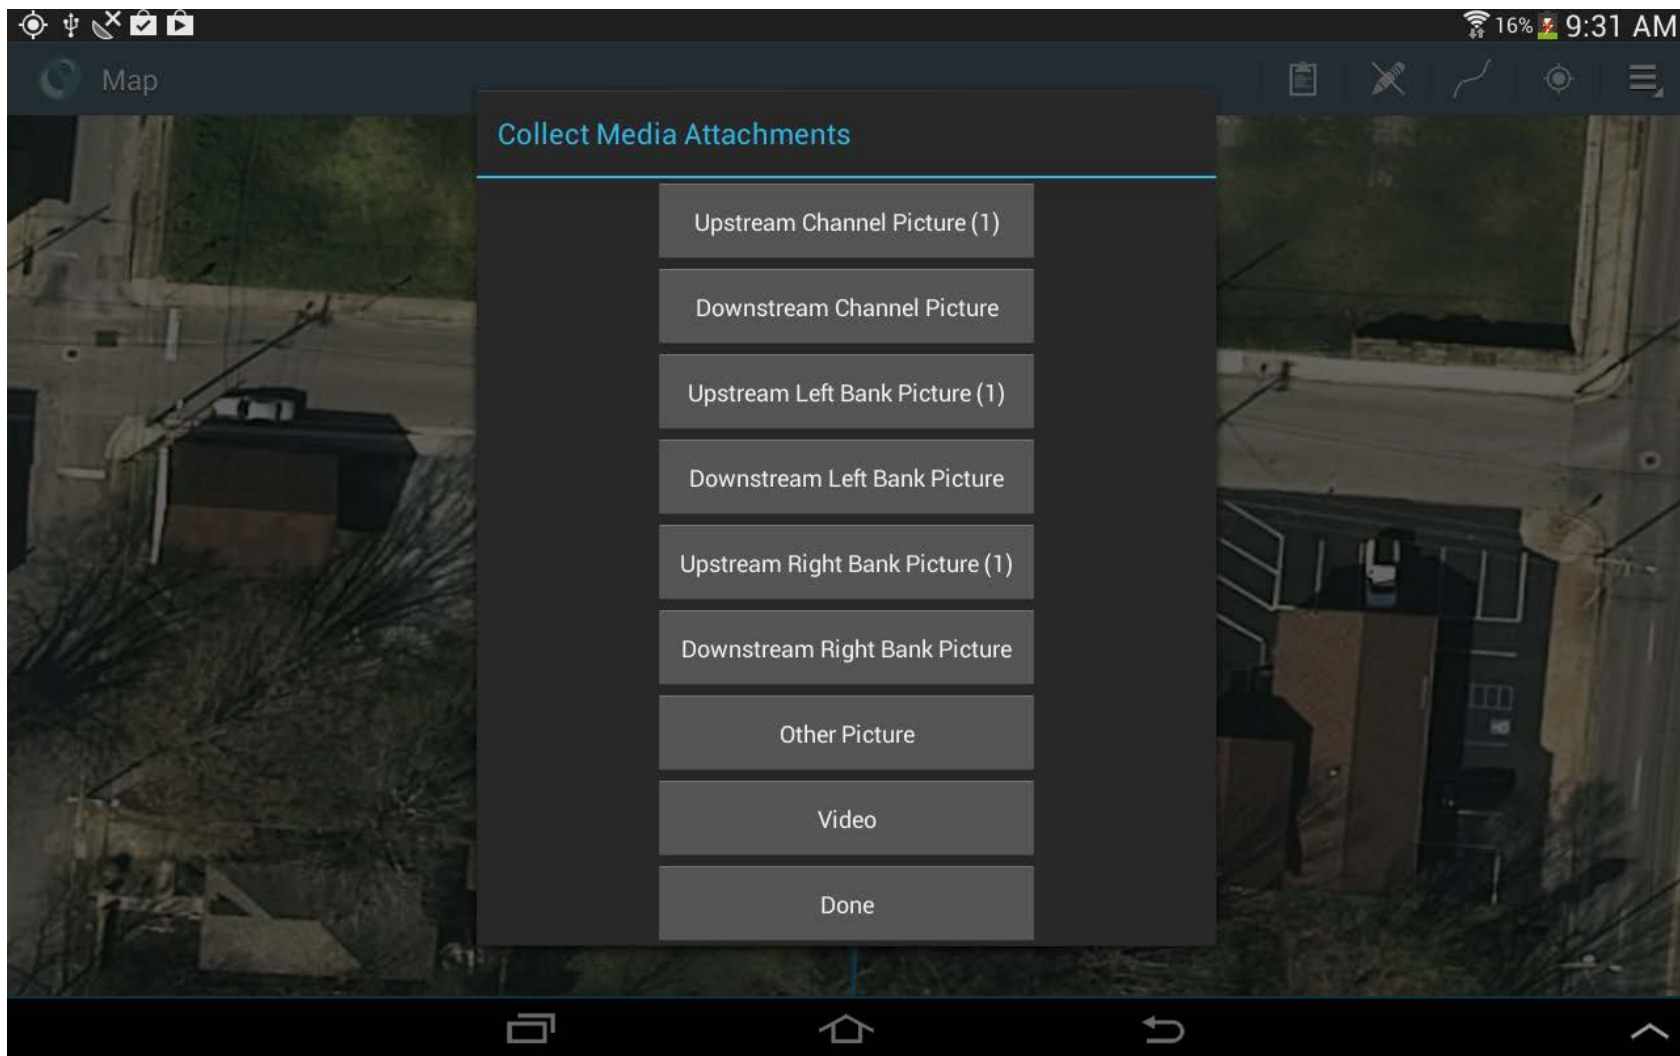 16% 9:31 AM
Map
Collect Media Attachments
Upstream Channel Picture (1)
Downstream Channel Picture
Upstream Left Bank Picture (1)
Downstream Left Bank Picture
Upstream Right Bank Picture (1)
Downstream Right Bank Picture
Other Picture
Video
Done